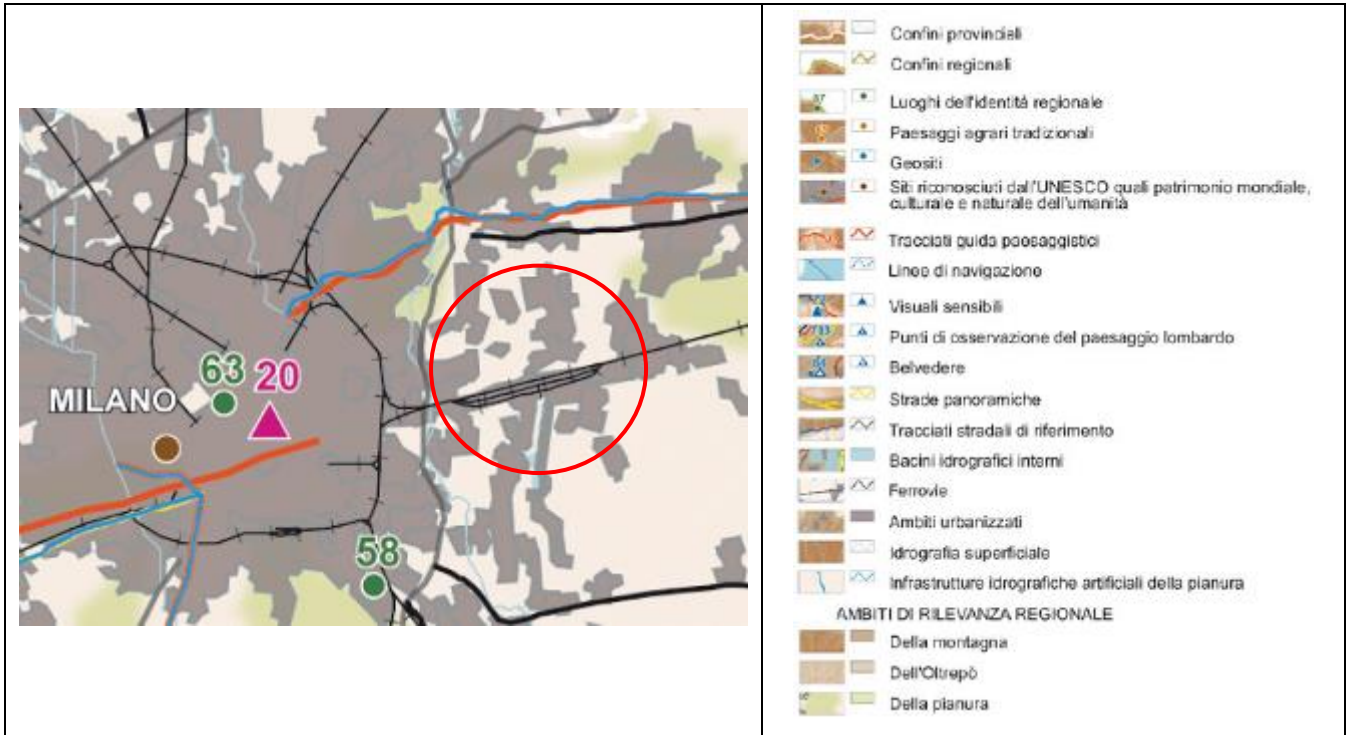 63 20
MILANO
58
Confini provinciali
Confini regionali
Luoghi dell'identità regionale
Paesaggi agrari tradizionali
Geositi
Siti riconosciuti dall'UNESCO quali patrimonio mondiale,
culturale e naturale dell'umanità
Tracciati guida paesaggistici
Linee di navigazione
Visuali sensibili
Punti di osservazione del paesaggio lombardo
Belvedere
Strade panoramiche
Tracciati stradali di riferimento
Bacini idrografici interni
Ferrovie
Ambiti urbanizzati
Idrografia superficiale
Infrastrutture idrografiche artificiali della pianura
AMBITI DI RILEVANZA REGIONALE
Della montagna
Dell'Oltrepò
Della pianura